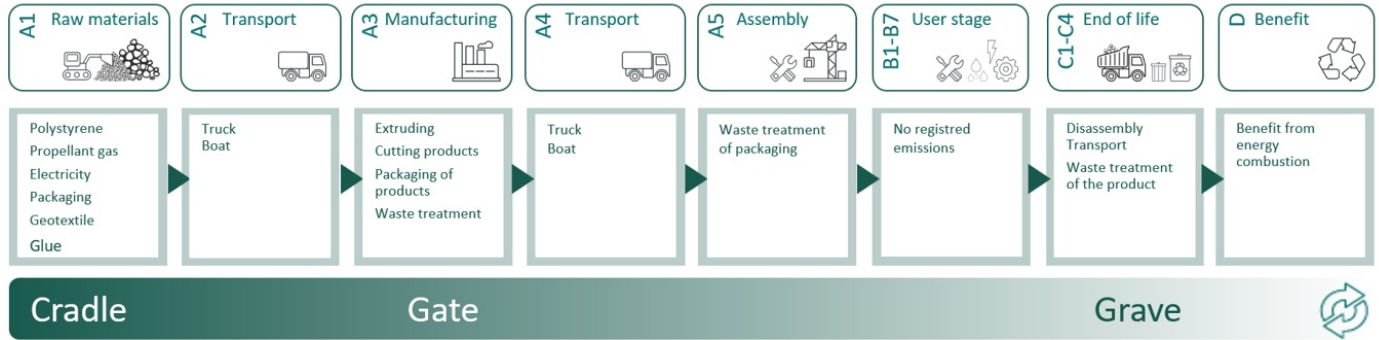 A1 Raw materials
A2 Transport
A3 Manufacturing
A4 Transport
A5 Assembly
B1-B7 User stage
C1-C4 End of life
D Benefit
Polystyrene
Propellant gas
Electricity
Packaging
Geotextile
Glue
Truck
Boat
Extruding
Cutting products
Packaging of
products
Waste treatment
Truck
Boat
Waste treatment
of packaging
No registred
emissions
Disassembly
Transport
Waste treatment
of the product
Benefit from
energy
combustion
Cradle
Gate
Grave